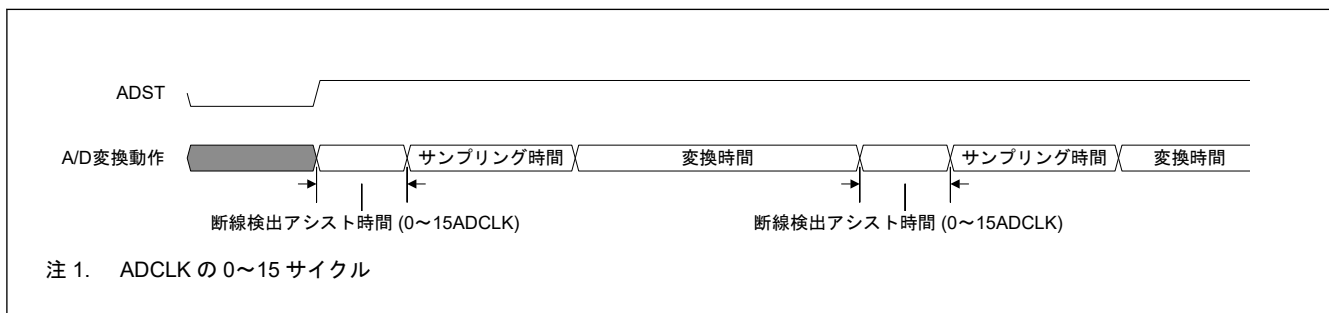 ADST
A/D変換動作
サンプリング時間
変換時間
サンプリング時間
変換時間
断線検出アシスト時間 (0～15ADCLK)
断線検出アシスト時間 (0～15ADCLK)
注 1. ADCLK の 0～15 サイクル